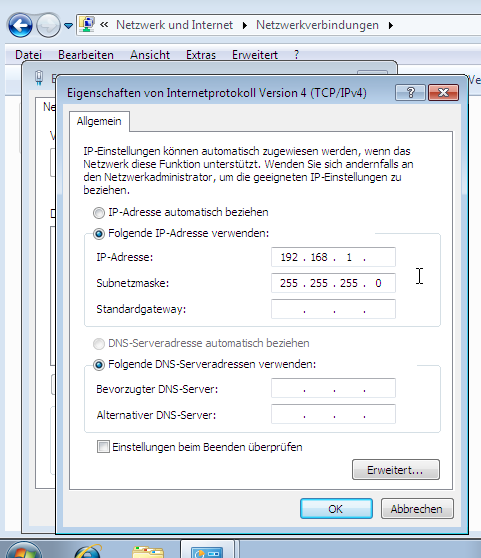 « Netzwerk und Internet Netzwerkverbindungen
Datei Bearbeiten Ansicht Extras Erweitert ?
Eigenschaften von Internetprotokoll Version 4 (TCP/IPv4) ?
Allgemein
IP-Einstellungen können automatisch zugewiesen werden, wenn das
Netzwerk diese Funktion unterstützt. Wenden Sie sich andernfalls an
den Netzwerkadministrator, um die geeigneten IP-Einstellungen zu
beziehen.
IP-Adresse automatisch beziehen
Folgende IP-Adresse verwenden:
IP-Adresse: 192 . 168 . 1 .
Subnetzmaske: 255 . 255 . 255 . 0
Standardgateway: . . .
DNS-Serveradresse automatisch beziehen
Folgende DNS-Serveradressen verwenden:
Bevorzugter DNS-Server: . . .
Alternativer DNS-Server: . . .
Einstellungen beim Beenden überprüfen
Erweitert...
OK Abbrechen